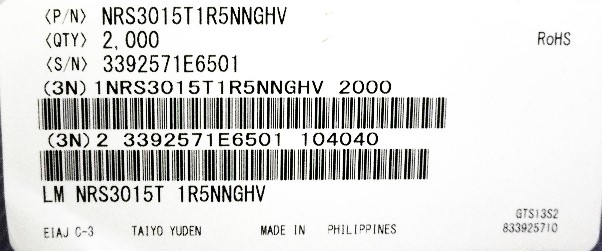 (P/N) NRS3015T1R5NNGHV
(QTY) 2,000
RoHS
(S/N) 3392571E6501
(3N)1NRS3015T1R5NNGHV 2000
(3N)2 3392571E6501 104040
LM NRS3015T 1R5NNGHV
GTS13S2
EIAJ C-3 TAIYO YUDEN MADE IN PHILIPPINES 833925710